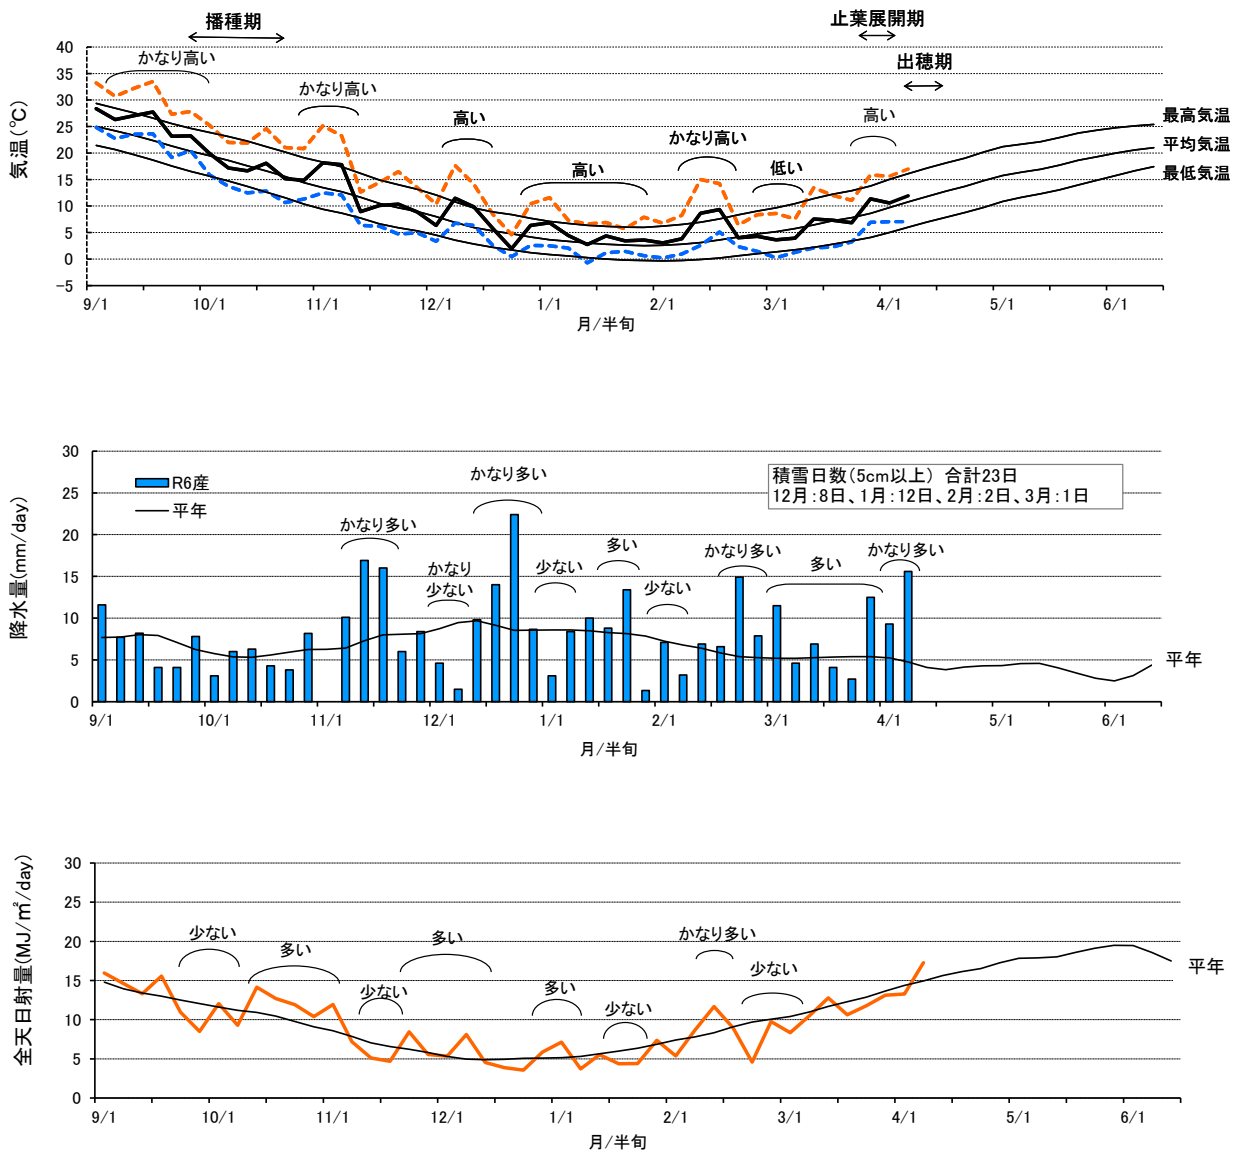 播種期
止葉展開期
出穂期
かなり高い
かなり高い
高い
高い
かなり高い
低い
高い
最高気温
平均気温
最低気温
気温(℃)
40
35
30
25
20
15
10
5
0
-5
9/1 10/1 11/1 12/1 1/1 2/1 3/1 4/1 5/1 6/1
月/半旬
降水量(mm/day)
30
25
20
15
10
5
0
R6産
平年
かなり多い
積雪日数(5cm以上) 合計23日
12月:8日、1月:12日、2月:2日、3月:1日
かなり多い
かなり
少ない
少ない
多い
少ない
かなり多い
多い
かなり多い
平年
9/1 10/1 11/1 12/1 1/1 2/1 3/1 4/1 5/1 6/1
月/半旬
全天日射量(MJ/㎡/day)
30
25
20
15
10
5
0
少ない
多い
少ない
多い
多い
少ない
かなり多い
少ない
平年
9/1 10/1 11/1 12/1 1/1 2/1 3/1 4/1 5/1 6/1
月/半旬